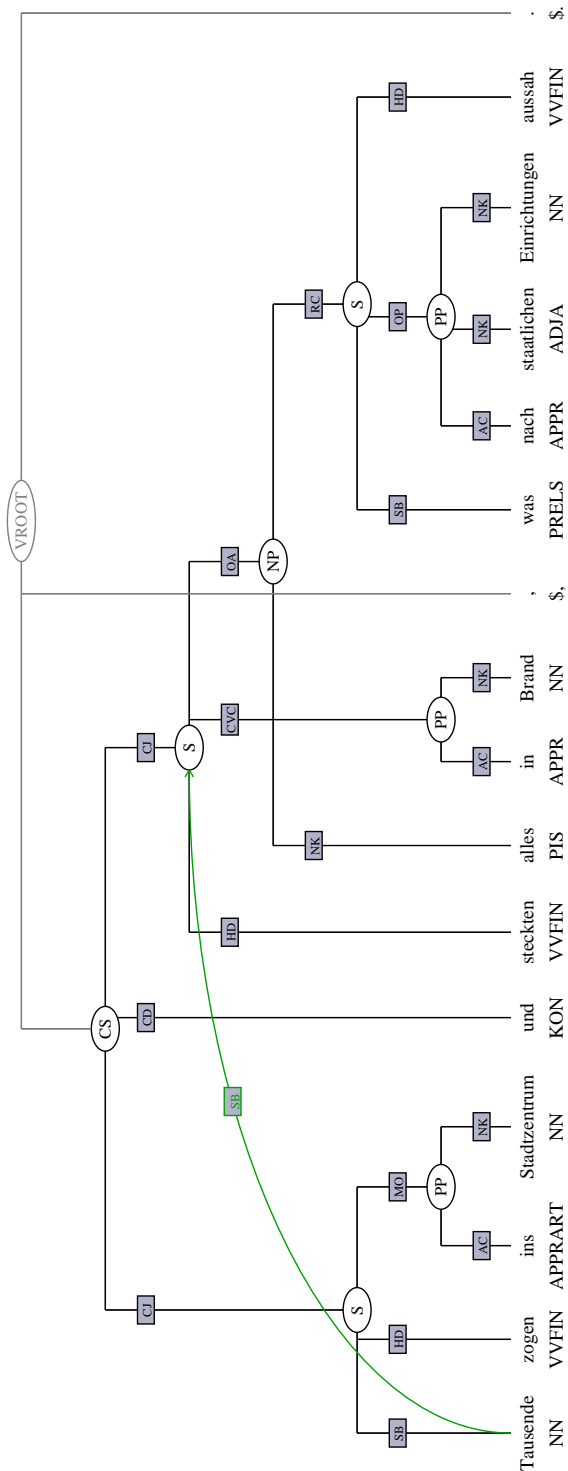 VROOT
CS
CJ CD CJ
S
SB HD CVC OA
NP
NK RC
S S
SB HD MO SB OP HD
PP PP PP
AC NK AC NK AC NK NK
Tausende zogen ins Stadtzentrum und steckten alles in Brand , was nach staatlichen Einrichtungen aussah .
NN VVFIN APPRART NN KON VVFIN PIS APPR NN $, PRELS APPR ADJA NN VVFIN $.